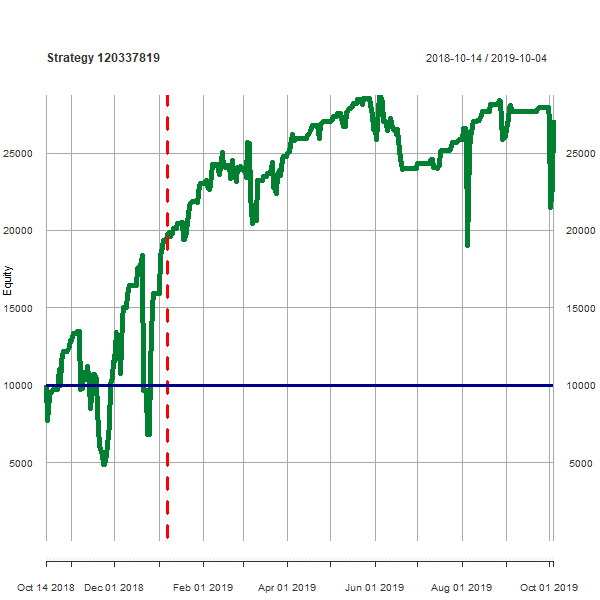 Strategy 120337819
2018-10-14 / 2019-10-04
25000
25000
20000
20000
Equity
15000
15000
10000
10000
5000
5000
Oct 14 2018
Dec 01 2018
Feb 01 2019
Apr 01 2019
Jun 01 2019
Aug 01 2019
Oct 01 2019